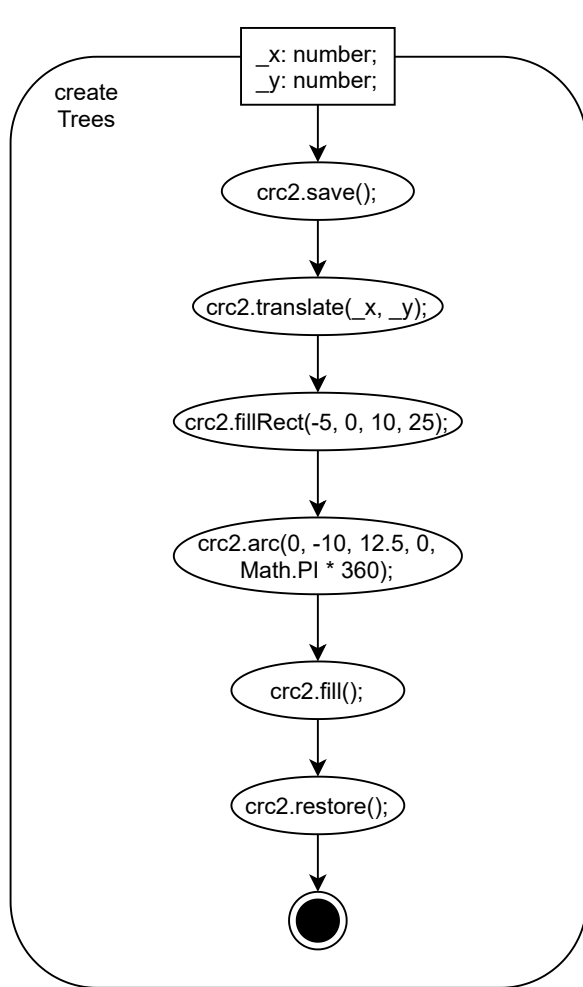 _x: number;
_y: number;
create
Trees
crc2.save();
crc2.translate(_x, _y);
crc2.fillRect(-5, 0, 10, 25);
crc2.arc(0, -10, 12.5, 0,
Math.PI * 360);
crc2.fill();
crc2.restore();